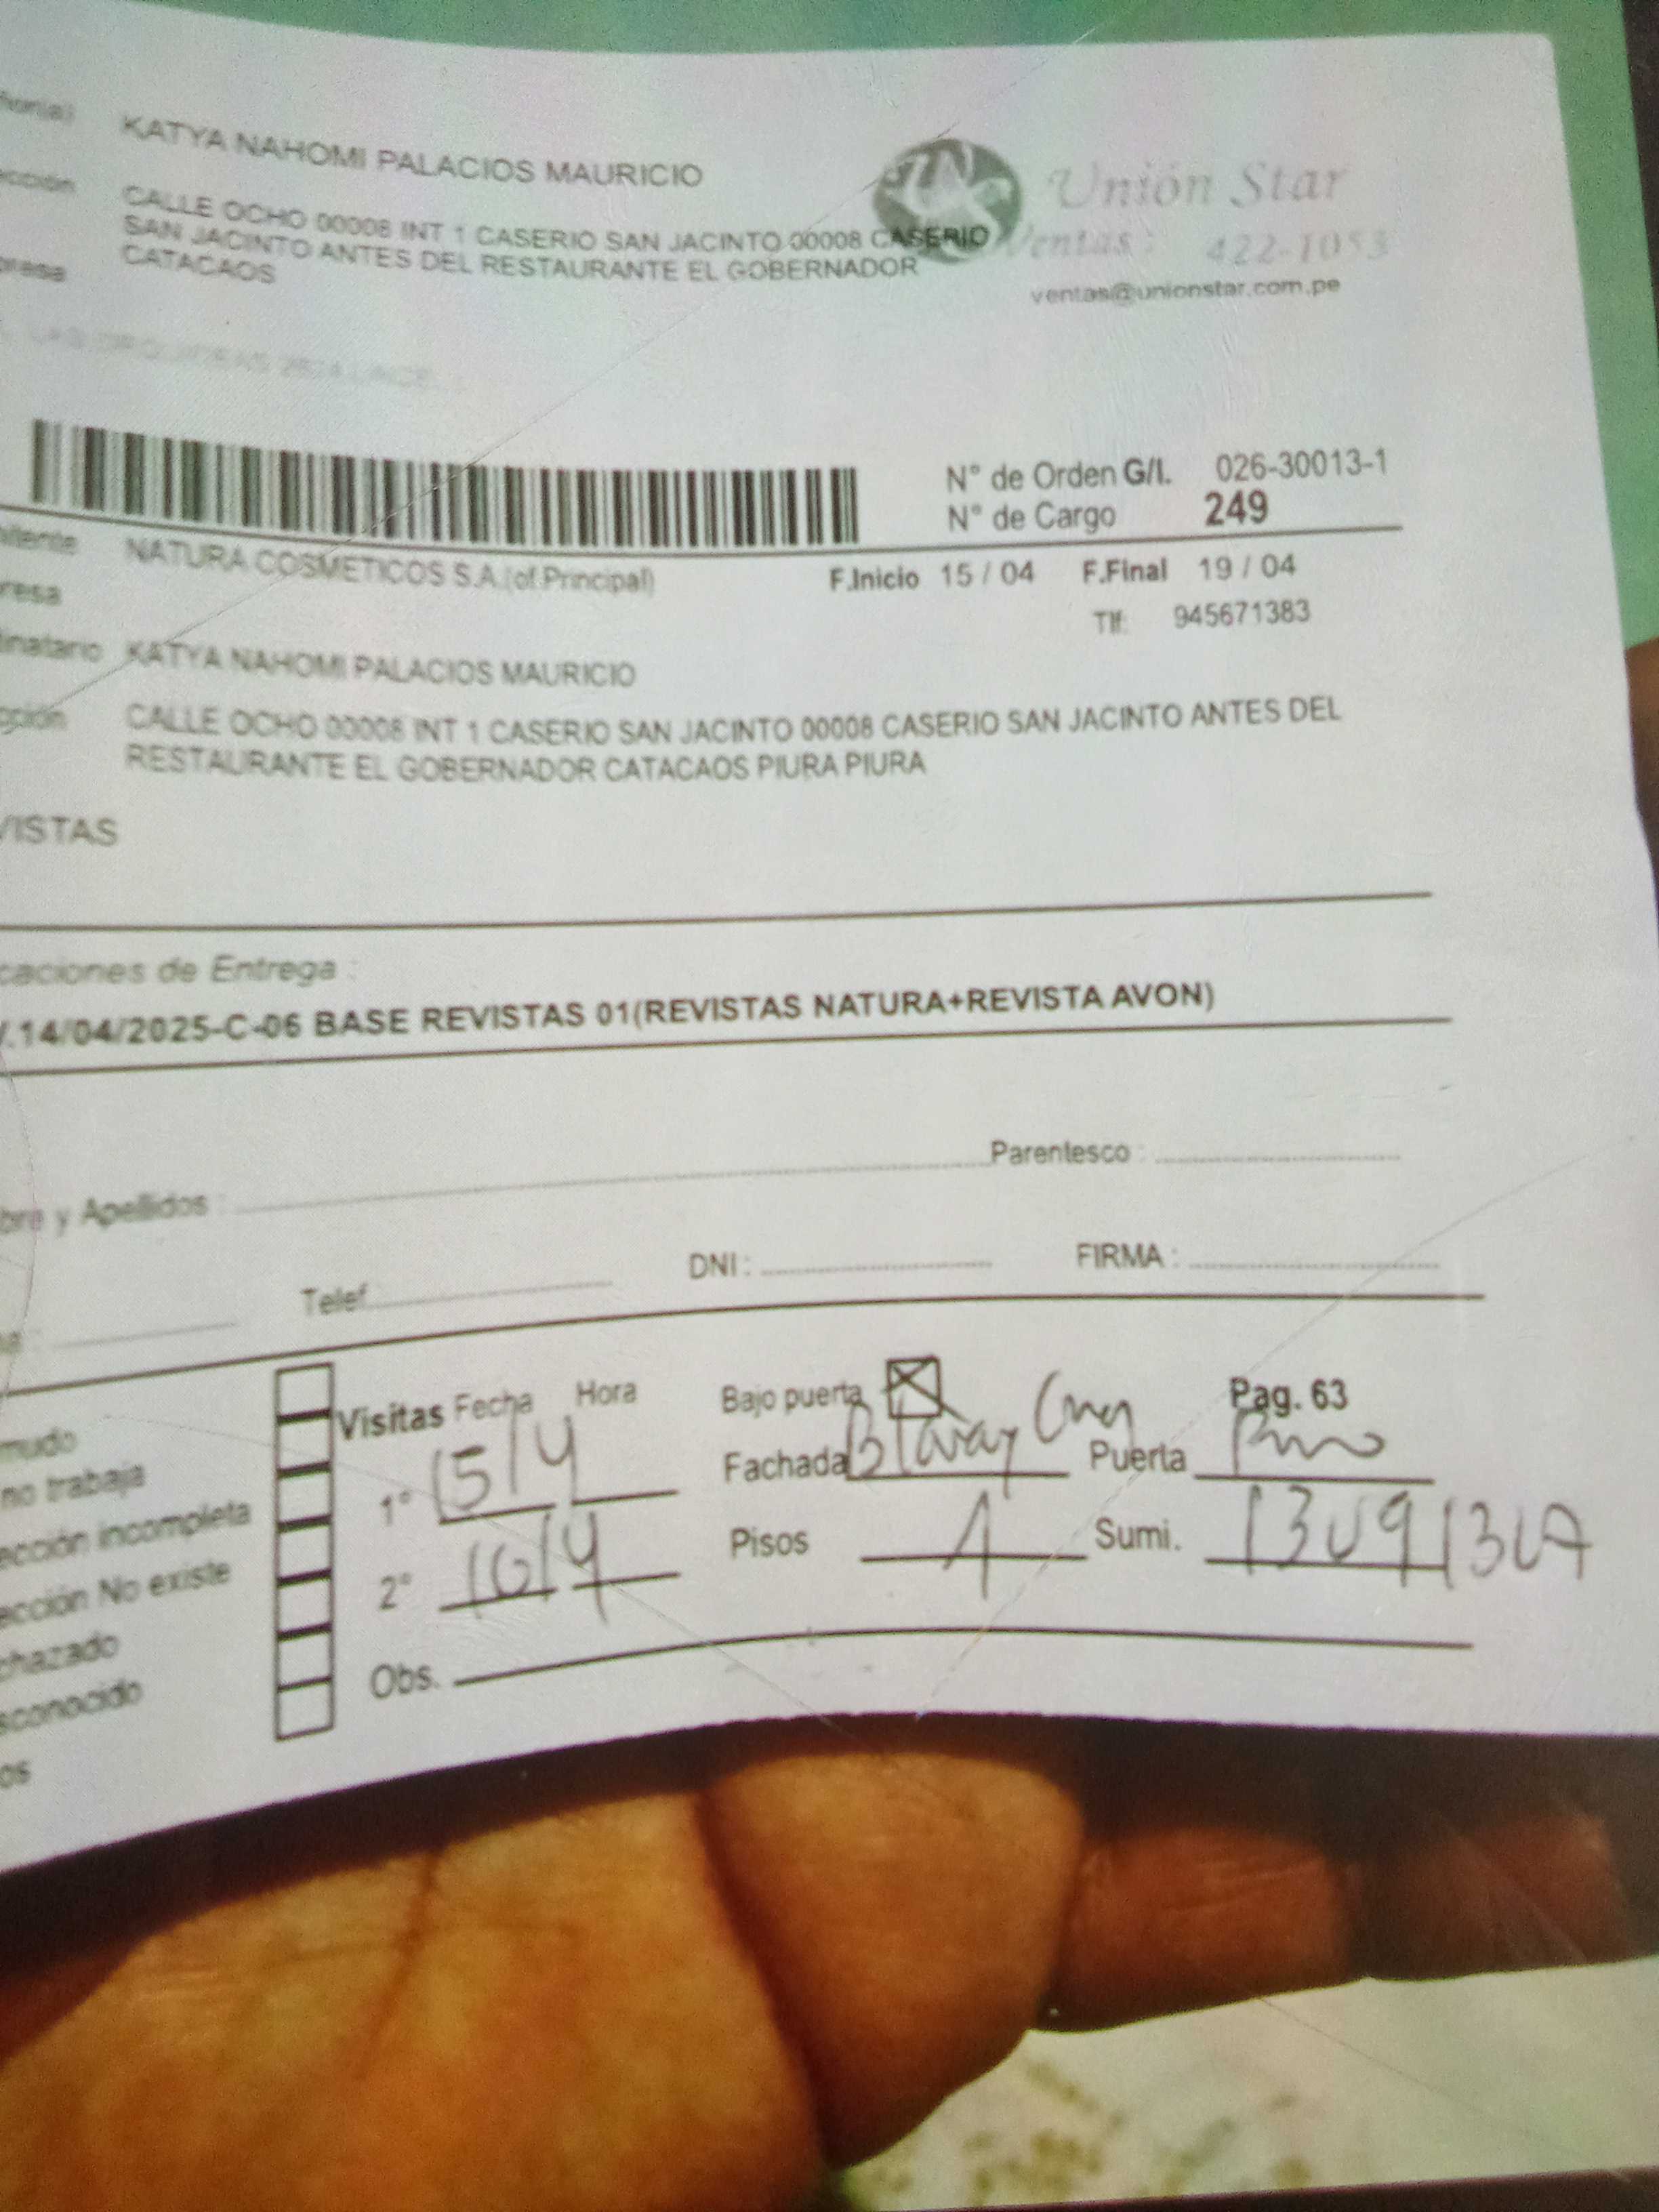 KATYA NAHOMI PALACIOS MAURICIO
CALLE OCHO 00008 INT 1 CASERIO SAN JACINTO 00008 CASERIO
SAN JACINTO ANTES DEL RESTAURANTE EL GOBERNADOR
CATACAOS
Unión Star
Ventas: 422-1053
ventas@unionstar.com.pe
N° de Orden G/I. 026-30013-1
N° de Cargo 249
NATURA COSMETICOS S.A.(of.Principal)
F.Inicio 15 / 04 F.Final 19 / 04
Tlf: 945671383
KATYA NAHOMI PALACIOS MAURICIO
CALLE OCHO 00008 INT 1 CASERIO SAN JACINTO 00008 CASERIO SAN JACINTO ANTES DEL
RESTAURANTE EL GOBERNADOR CATACAOS PIURA PIURA
VISTAS
caciones de Entrega :
.14/04/2025-C-06 BASE REVISTAS 01(REVISTAS NATURA+REVISTA AVON)
bre y Apellidos : Parentesco :
Telef. DNI : FIRMA :
mudo
no trabaja
ección incompleta
ección No existe
chazado
sconocido
os
Visitas Fecha Hora
1° 15/4
2° 16/4
Obs.
Bajo puerta Pag. 63
Fachada Puerta
Pisos 1 Sumi.